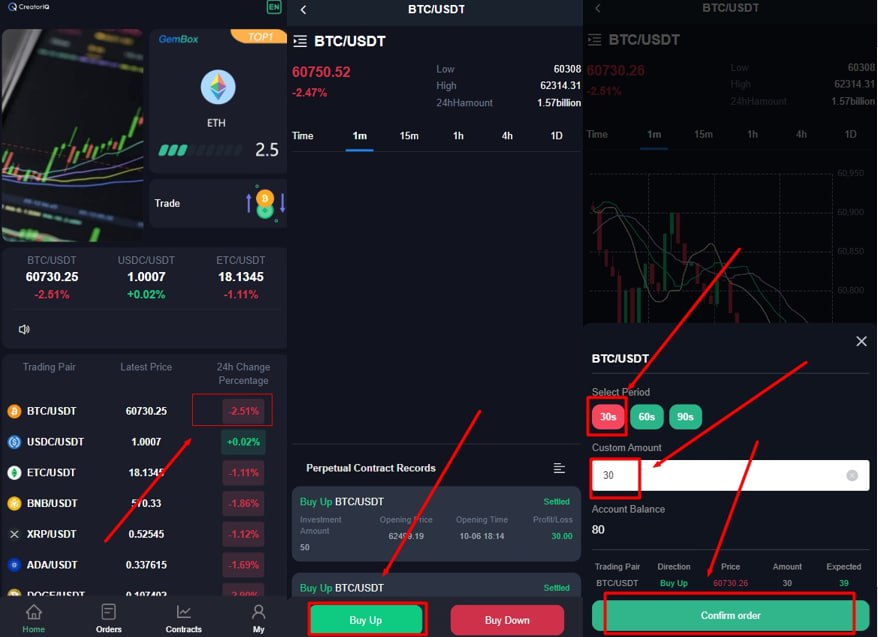 CreatorIQ
EN
GemBox
TOP1
ETH
2.5
Trade
BTC/USDT
USDC/USDT
ETC/USDT
60730.25
1.0007
18.1345
-2.51%
+0.02%
-1.11%
Trading Pair
Latest Price
24h Change
Percentage
BTC/USDT
60730.25
-2.51%
USDC/USDT
1.0007
+0.02%
ETC/USDT
18.1345
-1.11%
BNB/USDT
-1.86%
XRP/USDT
0.52545
-1.12%
ADA/USDT
0.337615
-1.69%
DOGE/USDT
Home
Orders
Contracts
My
BTC/USDT
BTC/USDT
60750.52
-2.47%
Low
60308
High
62314.31
24hHamount
1.57billion
Time
1m
15m
1h
4h
1D
Perpetual Contract Records
Buy Up BTC/USDT
Settled
Investment
Amount
Opening Price
Opening Time
Profit/Loss
50
62499.19
10-06 18:14
30.00
Buy Up BTC/USDT
Settled
Buy Up
Buy Down
BTC/USDT
BTC/USDT
60730.26
-2.51%
Low
60308
High
62314.31
24hHamount
1.57billion
Time
1m
15m
1h
4h
1D
60,950
60,900
60,850
60,800
BTC/USDT
Select Period
30s
60s
90s
Custom Amount
30
Account Balance
80
Trading Pair
Direction
Price
Amount
Expected
BTC/USDT
Buy Up
60730.26
30
39
Confirm order